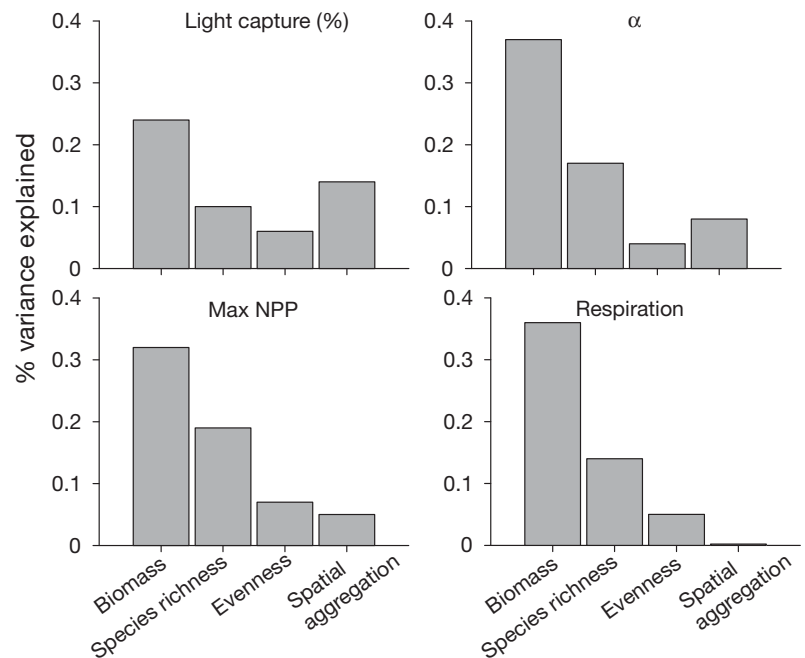 % variance explained
Light capture (%)
0.4
0.3
0.2
0.1
0
α
0.4
0.3
0.2
0.1
0
Max NPP
0.4
0.3
0.2
0.1
0
Respiration
0.4
0.3
0.2
0.1
0
Biomass
Species richness
Evenness
Spatial
aggregation
Biomass
Species richness
Evenness
Spatial
aggregation